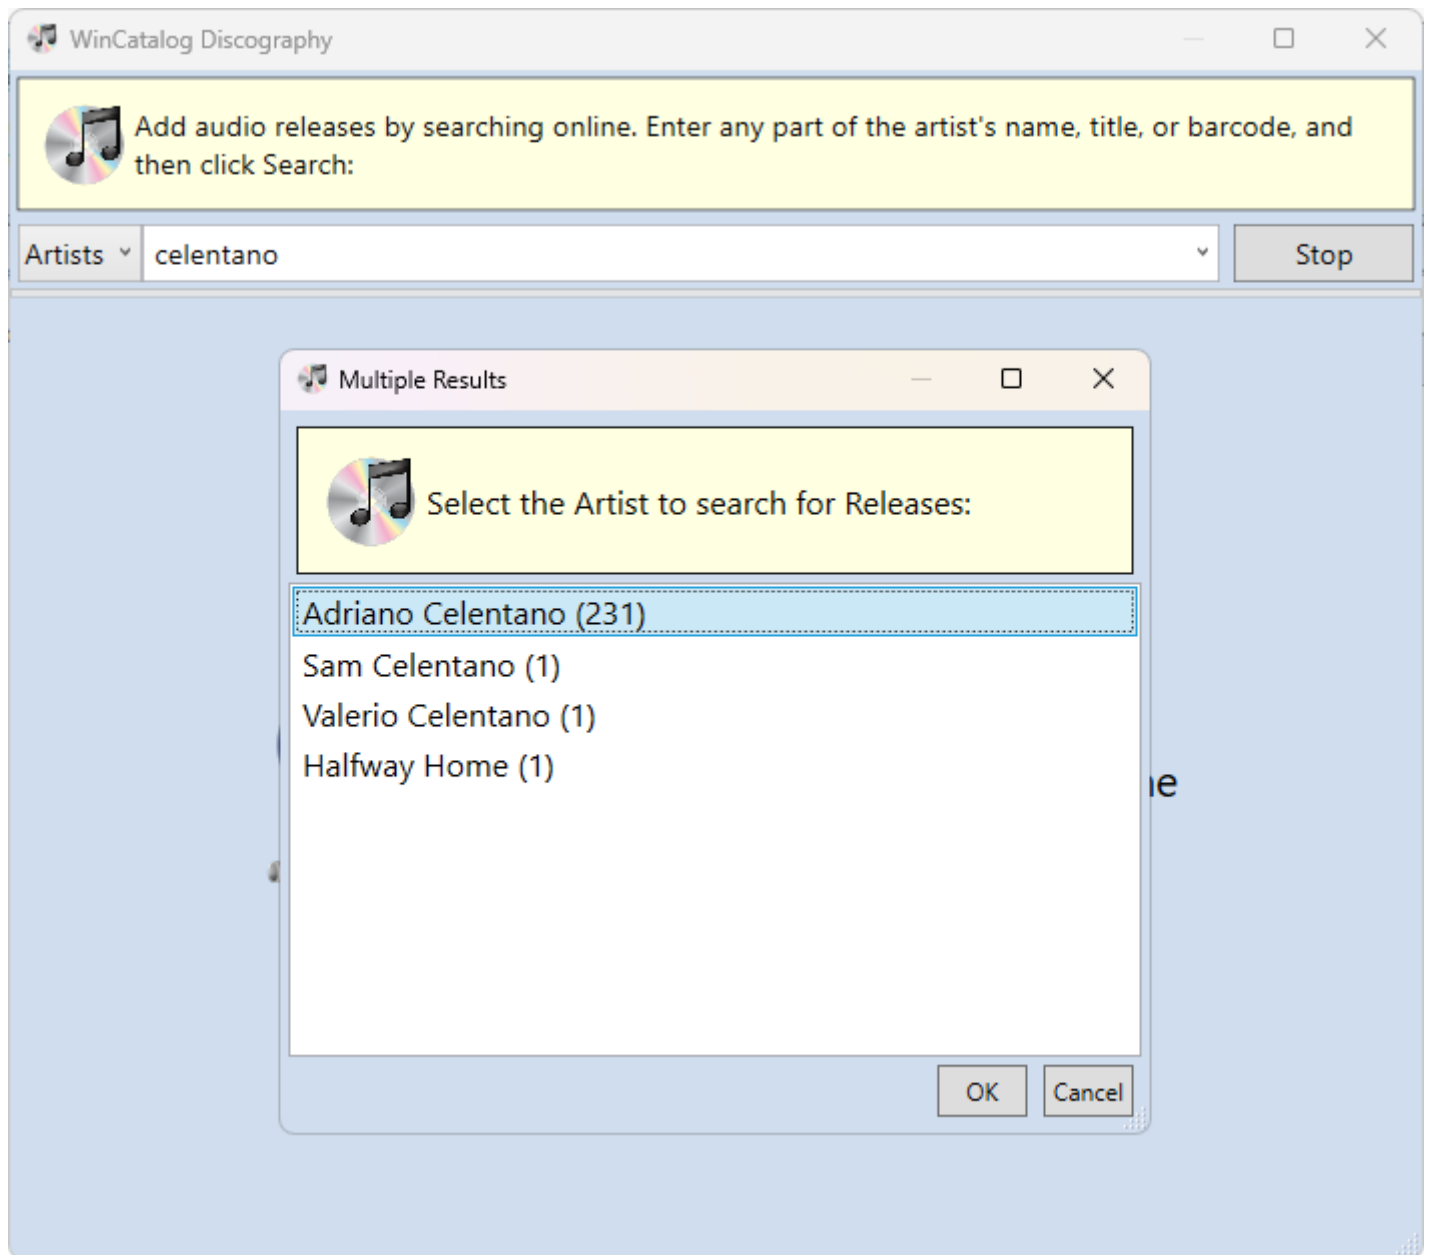 WinCatalog Discography
Add audio releases by searching online. Enter any part of the artist's name, title, or barcode, and
then click Search:
Artists
celentano
Stop
Multiple Results
Select the Artist to search for Releases:
Adriano Celentano (231)
Sam Celentano (1)
Valerio Celentano (1)
Halfway Home (1)
OK
Cancel